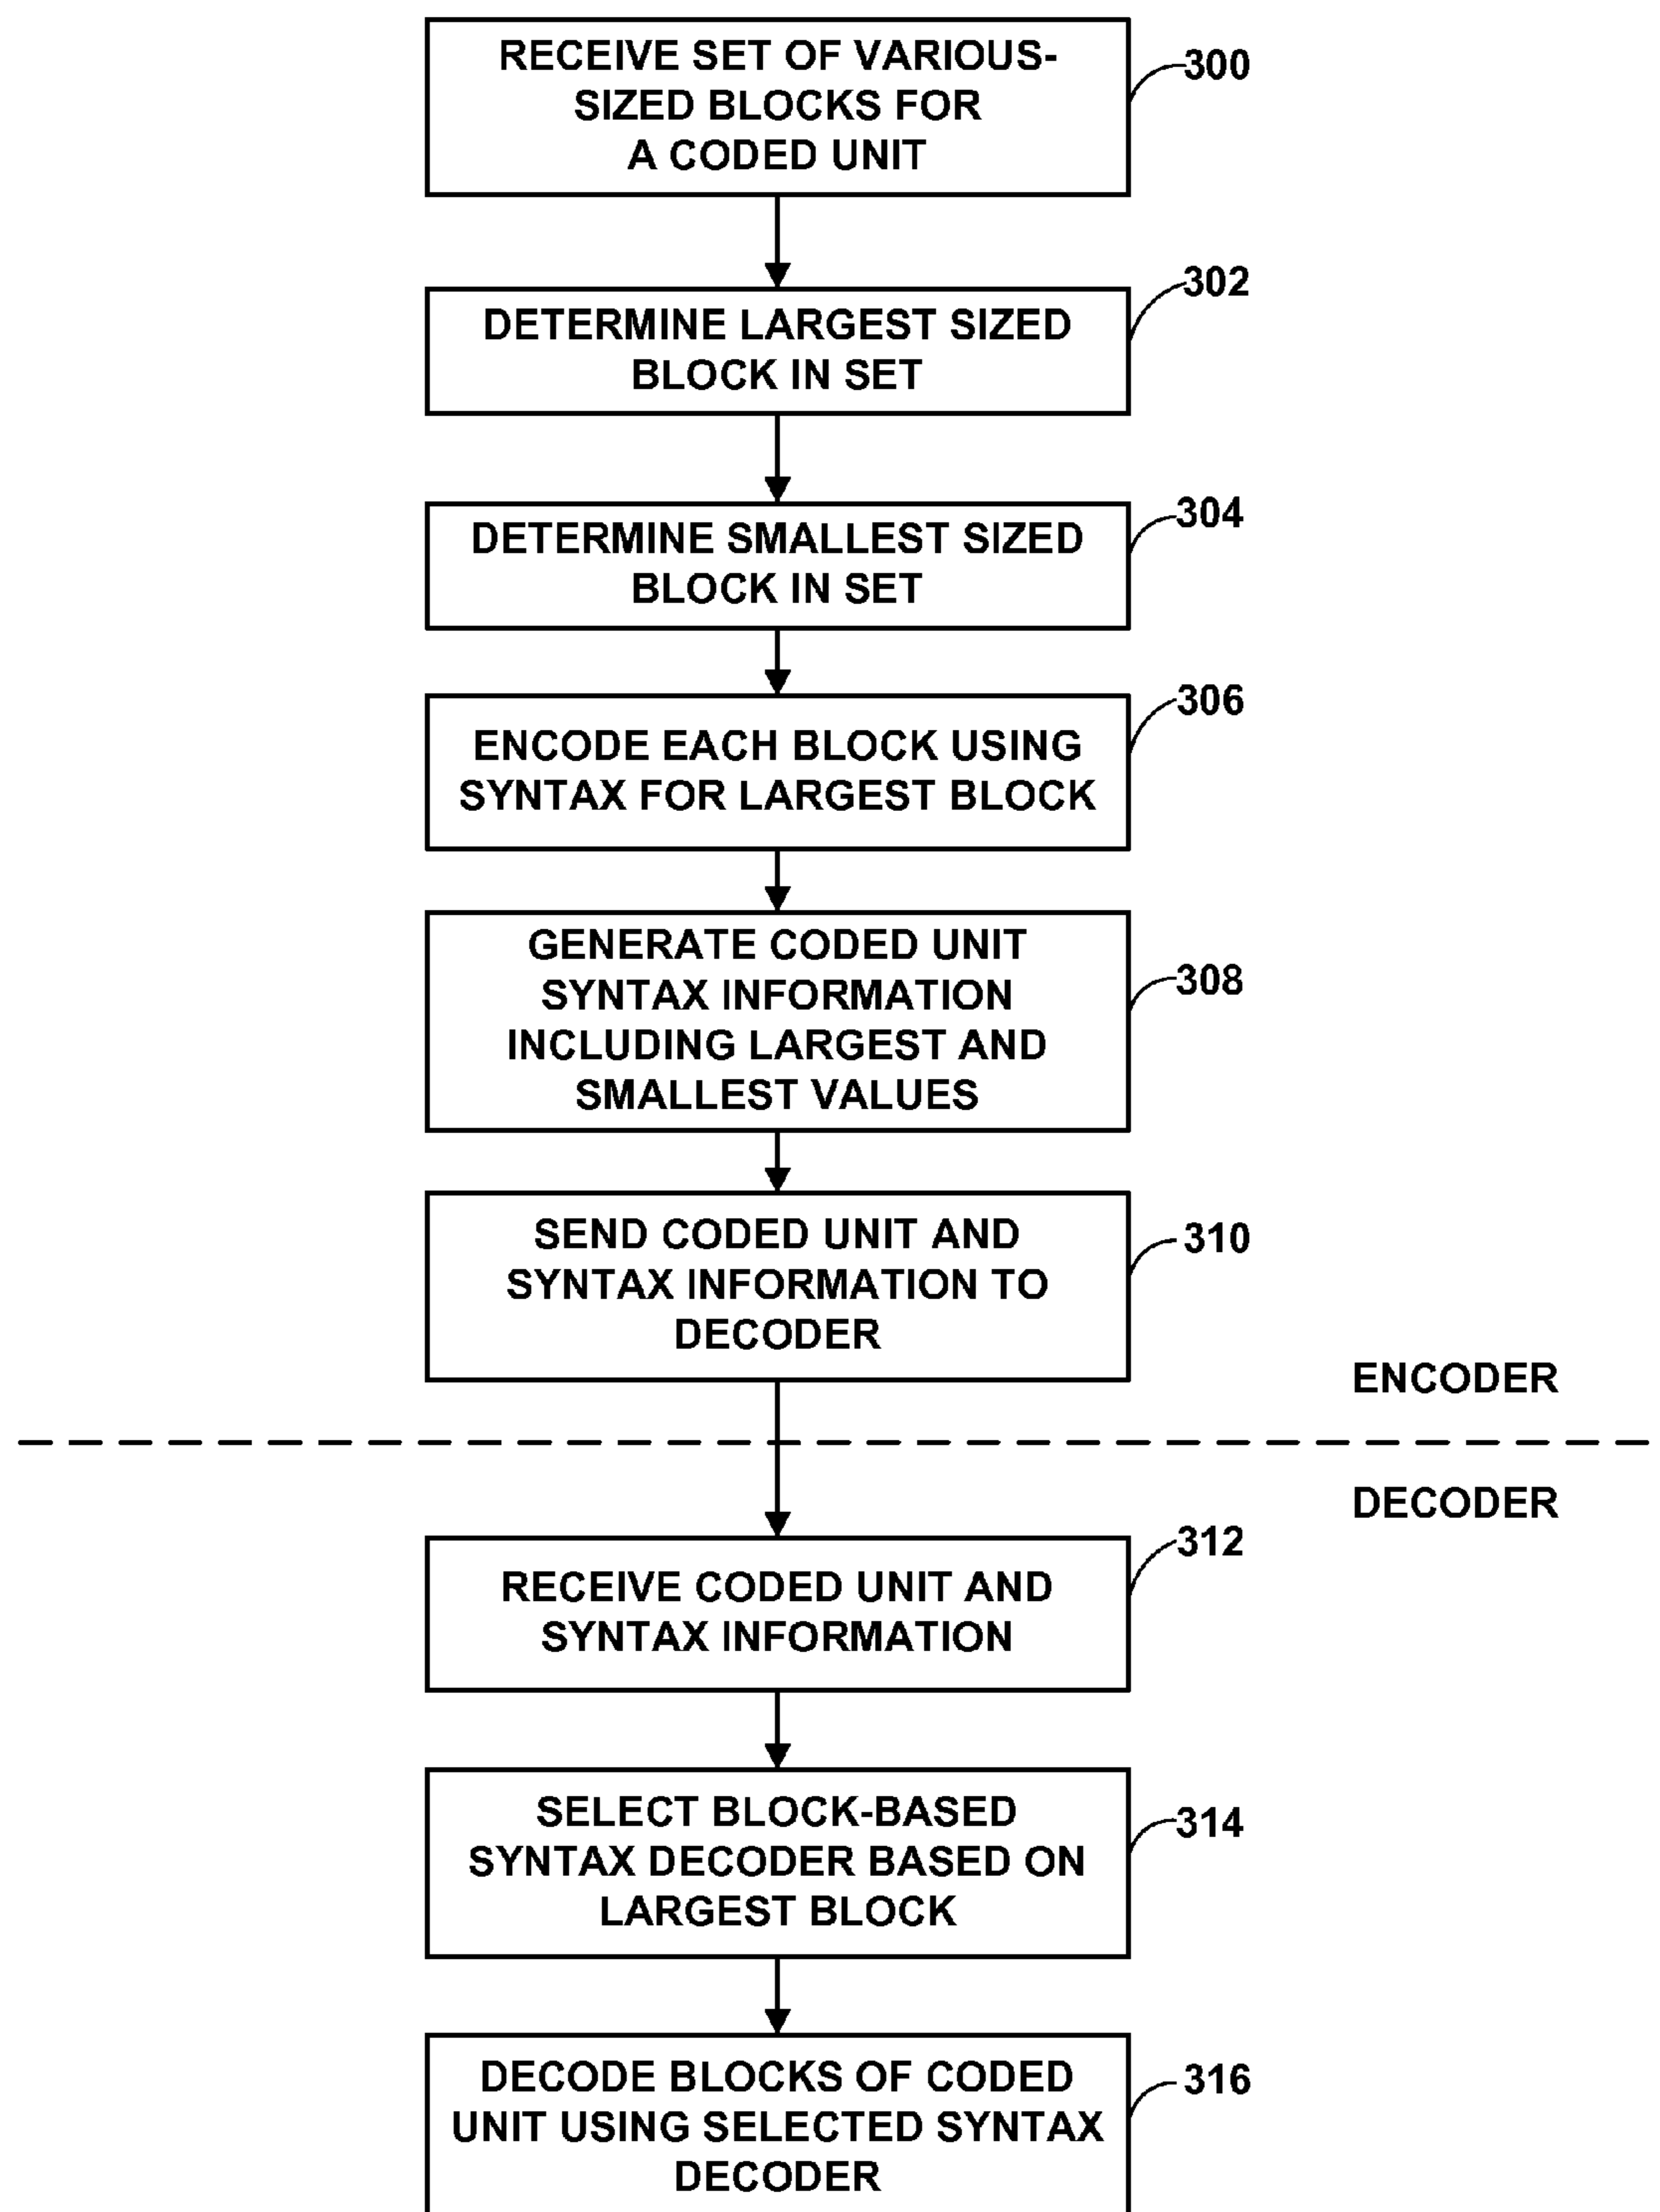 RECEIVE SET OF VARIOUS-
SIZED BLOCKS FOR
A CODED UNIT
300
DETERMINE LARGEST SIZED
BLOCK IN SET
302
DETERMINE SMALLEST SIZED
BLOCK IN SET
304
ENCODE EACH BLOCK USING
SYNTAX FOR LARGEST BLOCK
306
GENERATE CODED UNIT
SYNTAX INFORMATION
INCLUDING LARGEST AND
SMALLEST VALUES
308
SEND CODED UNIT AND
SYNTAX INFORMATION TO
DECODER
310
ENCODER
DECODER
RECEIVE CODED UNIT AND
SYNTAX INFORMATION
312
SELECT BLOCK-BASED
SYNTAX DECODER BASED ON
LARGEST BLOCK
314
DECODE BLOCKS OF CODED
UNIT USING SELECTED SYNTAX
DECODER
316